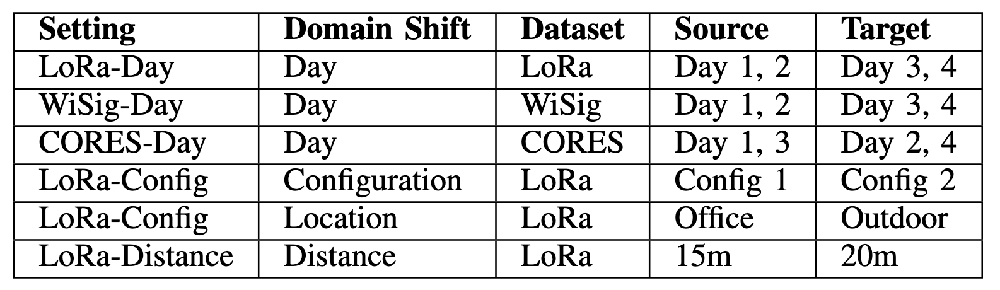 Setting Domain Shift Dataset Source Target
LoRa-Day Day LoRa Day 1, 2 Day 3, 4
WiSig-Day Day WiSig Day 1, 2 Day 3, 4
CORES-Day Day CORES Day 1, 3 Day 2, 4
LoRa-Config Configuration LoRa Config 1 Config 2
LoRa-Config Location LoRa Office Outdoor
LoRa-Distance Distance LoRa 15m 20m